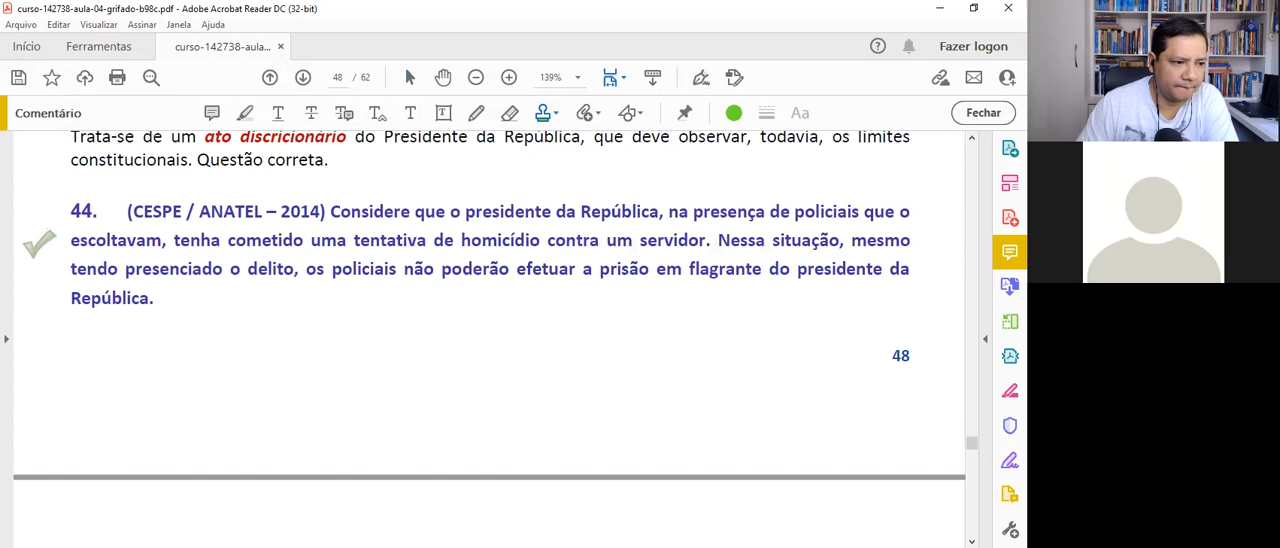 curso-142738-aula-04-grifado-b98c.pdf - Adobe Acrobat Reader DC (32-bit)
Arquivo Editar Visualizar Assinar Janela Ajuda
Início Ferramentas curso-142738-aula... × Fazer logon
48 / 62 139%
Comentário Aa Fechar
Trata-se de um ato discricionário do Presidente da República, que deve observar, todavia, os limites
constitucionais. Questão correta.
44. (CESPE / ANATEL – 2014) Considere que o presidente da República, na presença de policiais que o
escoltavam, tenha cometido uma tentativa de homicídio contra um servidor. Nessa situação, mesmo
tendo presenciado o delito, os policiais não poderão efetuar a prisão em flagrante do presidente da
República.
48